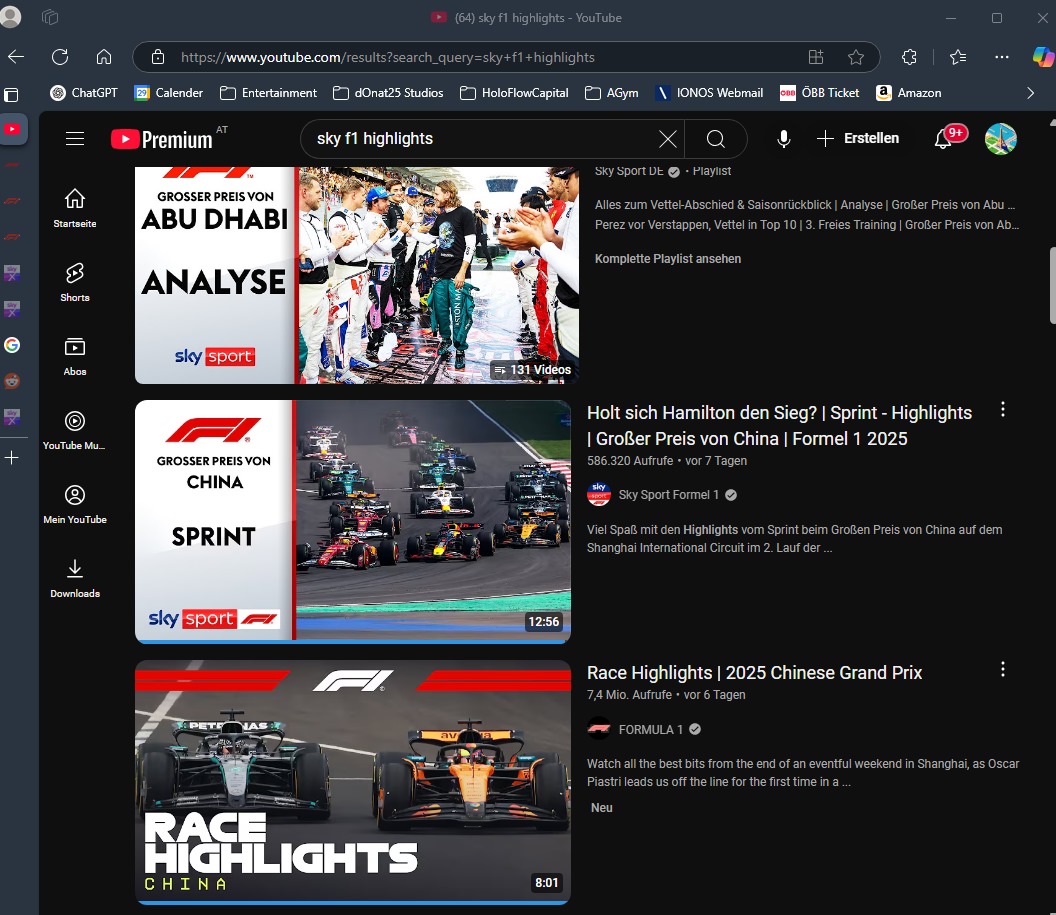 (64) sky f1 highlights - YouTube
https://www.youtube.com/results?search_query=sky+f1+highlights
ChatGPT
29
Calender
Entertainment
dOnat25 Studios
HoloFlowCapital
AGym
IONOS Webmail
ÖBB
ÖBB Ticket
Amazon
Premium AT
sky f1 highlights
Erstellen
9+
Startseite
Shorts
Abos
YouTube Mu...
Mein YouTube
Downloads
GROSSER PREIS VON
ABU DHABI
ANALYSE
sky sport
131 Videos
Sky Sport DE • Playlist
Alles zum Vettel-Abschied & Saisonrückblick | Analyse | Großer Preis von Abu ...
Perez vor Verstappen, Vettel in Top 10 | 3. Freies Training | Großer Preis von Ab...
Komplette Playlist ansehen
F1
GROSSER PREIS VON
CHINA
SPRINT
sky sport F1
12:56
Holt sich Hamilton den Sieg? | Sprint - Highlights
| Großer Preis von China | Formel 1 2025
586.320 Aufrufe • vor 7 Tagen
Sky Sport Formel 1
Viel Spaß mit den Highlights vom Sprint beim Großen Preis von China auf dem
Shanghai International Circuit im 2. Lauf der ...
F1
PETRONAS
RACE
HIGHLIGHTS
CHINA
8:01
Race Highlights | 2025 Chinese Grand Prix
7,4 Mio. Aufrufe • vor 6 Tagen
FORMULA 1
Watch all the best bits from the end of an eventful weekend in Shanghai, as Oscar
Piastri leads us off the line for the first time in a ...
Neu